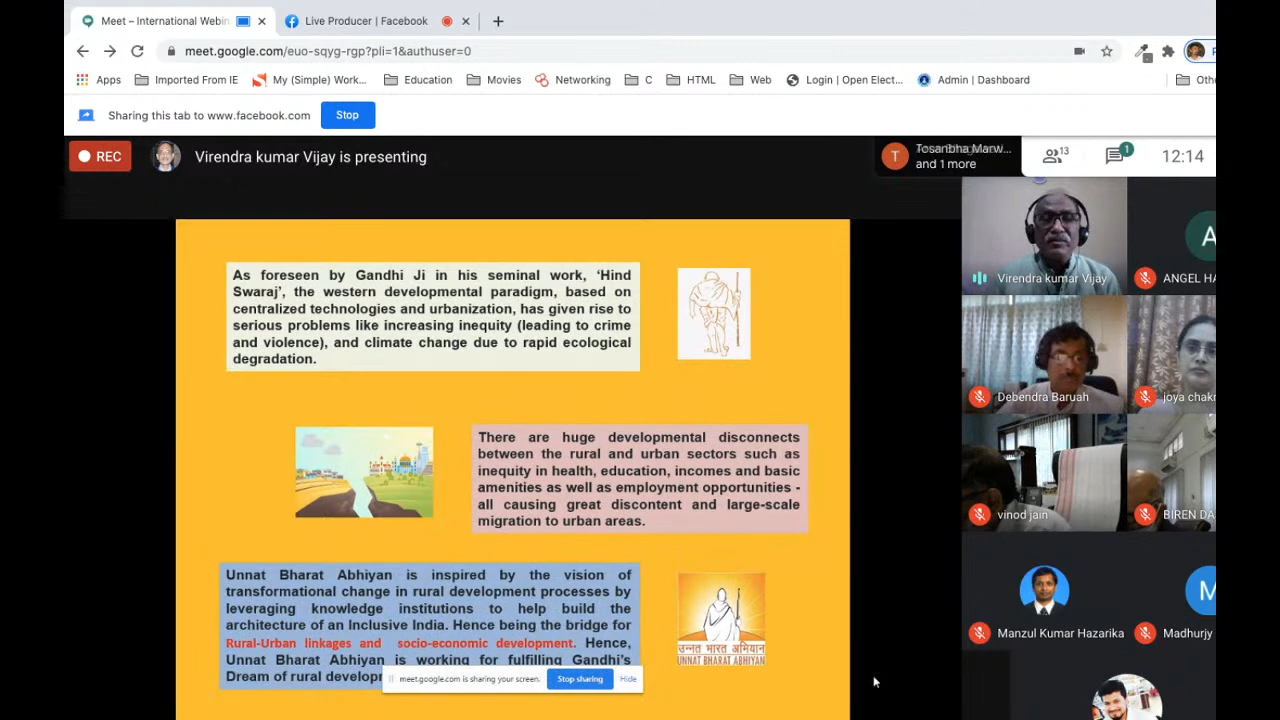 Meet – International Webin
Live Producer | Facebook
meet.google.com/euo-sqyg-rgp?pli=1&authuser=0
Apps
Imported From IE
My (Simple) Work...
Education
Movies
Networking
C
HTML
Web
Login | Open Elect...
Admin | Dashboard
Othe
Sharing this tab to www.facebook.com
Stop
REC
Virendra kumar Vijay is presenting
T
and 1 more
13
1
12:14
As foreseen by Gandhi Ji in his seminal work, ‘Hind
Swaraj’, the western developmental paradigm, based on
centralized technologies and urbanization, has given rise to
serious problems like increasing inequity (leading to crime
and violence), and climate change due to rapid ecological
degradation.
There are huge developmental disconnects
between the rural and urban sectors such as
inequity in health, education, incomes and basic
amenities as well as employment opportunities -
all causing great discontent and large-scale
migration to urban areas.
Unnat Bharat Abhiyan is inspired by the vision of
transformational change in rural development processes by
leveraging knowledge institutions to help build the
architecture of an Inclusive India. Hence being the bridge for
Rural-Urban linkages and socio-economic development. Hence,
Unnat Bharat Abhiyan is working for fulfilling Gandhi’s
Dream of rural developm
उन्नत भारत अभियान
UNNAT BHARAT ABHIYAN
meet.google.com is sharing your screen.
Stop sharing
Hide
Virendra kumar Vijay
A
ANGEL HA
Debendra Baruah
joya chakr
vinod jain
BIREN DA
Manzul Kumar Hazarika
M
Madhurjy